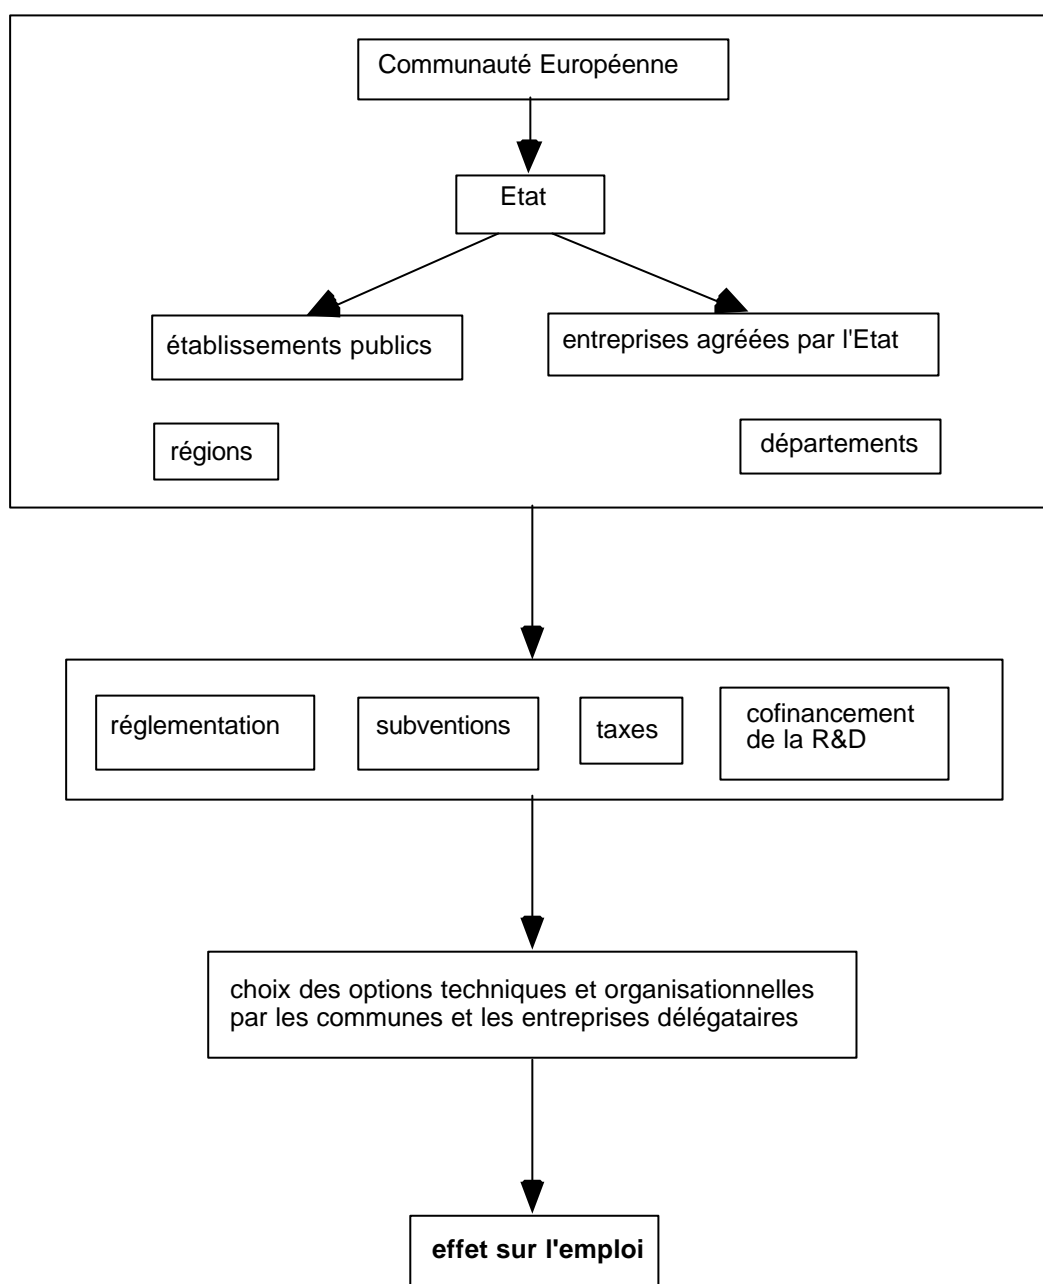 Communauté Européenne
Etat
établissements publics
entreprises agréées par l'Etat
régions
départements
réglementation
subventions
taxes
cofinancement
de la R&D
choix des options techniques et organisationnelles
par les communes et les entreprises délégataires
effet sur l'emploi